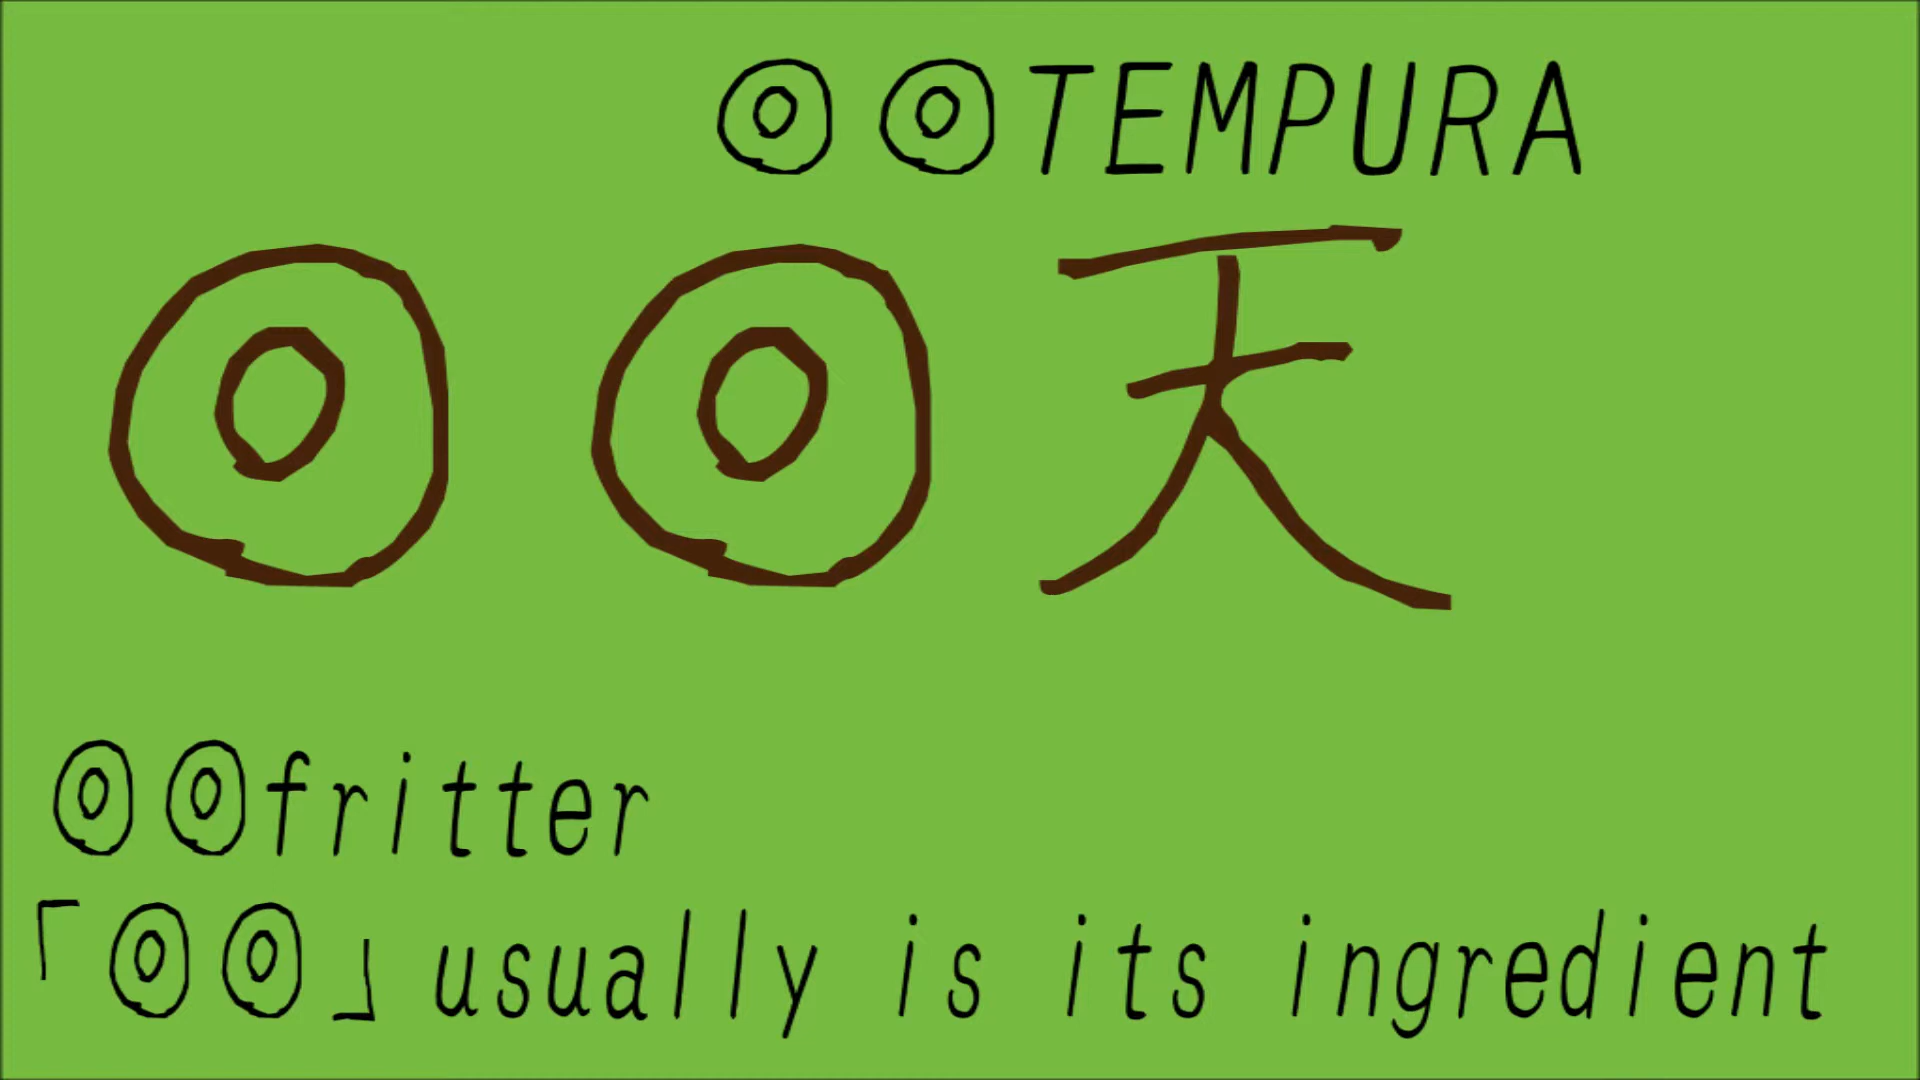 ◎◎TEMPURA
◎◎天
◎◎fritter
「◎◎」usually is its ingredient